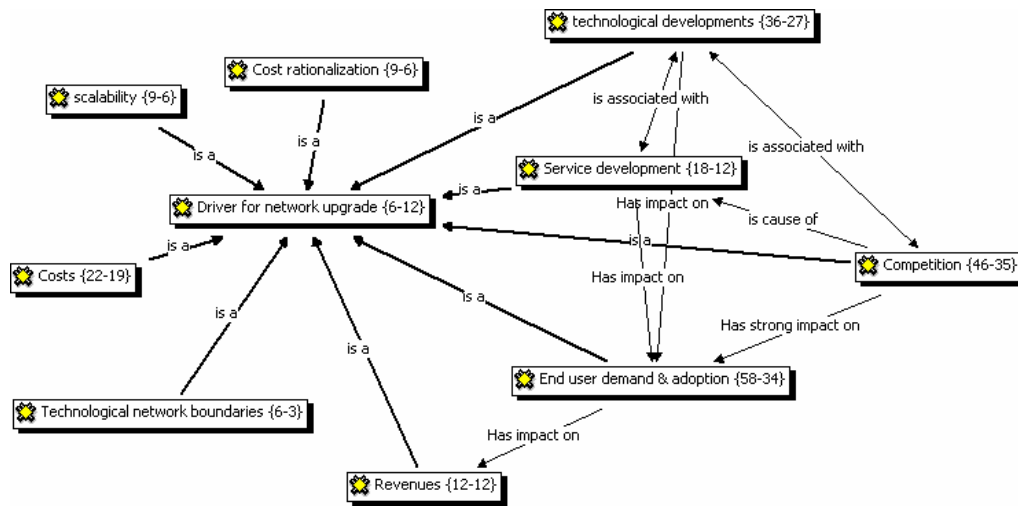 technological developments {36-27}
Cost rationalization {9-6}
scalability {9-6}
is associated with
is a
is a
is associated with
is a
Service development {18-12}
is a
Driver for network upgrade {6-12}
Has impact on
is cause of
is a
is a
Costs {22-19}
Competition {46-35}
Has impact on
is a
is a
Has strong impact on
is a
End user demand & adoption {58-34}
Technological network boundaries {6-3}
Has impact on
Revenues {12-12}